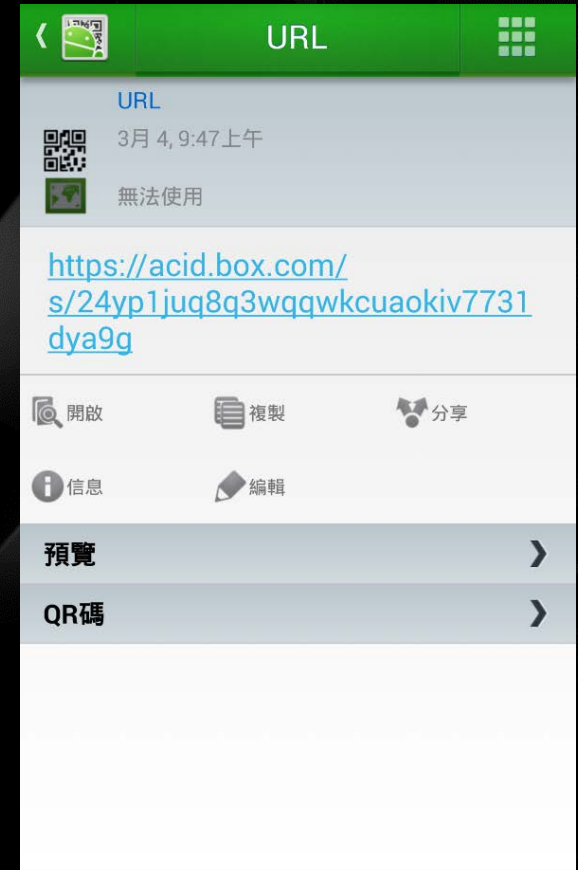 URL
URL
3月 4, 9:47上午
無法使用
https://acid.box.com/
s/24yp1juq8q3wqqwkcuaokiv7731
dya9g
開啟 複製 分享
信息 編輯
預覽
QR碼